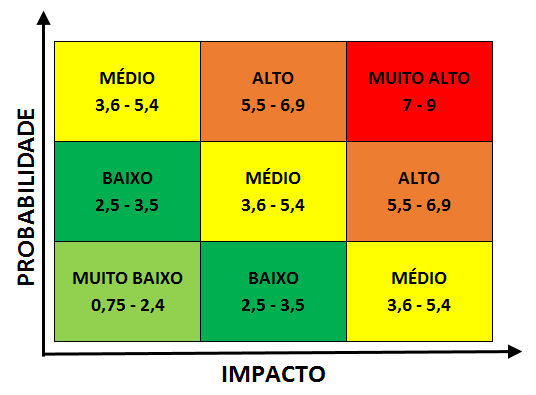 PROBABILIDADE
MÉDIO
3,6 - 5,4
ALTO
5,5 - 6,9
MUITO ALTO
7 - 9
BAIXO
2,5 - 3,5
MÉDIO
3,6 - 5,4
ALTO
5,5 - 6,9
MUITO BAIXO
0,75 - 2,4
BAIXO
2,5 - 3,5
MÉDIO
3,6 - 5,4
IMPACTO